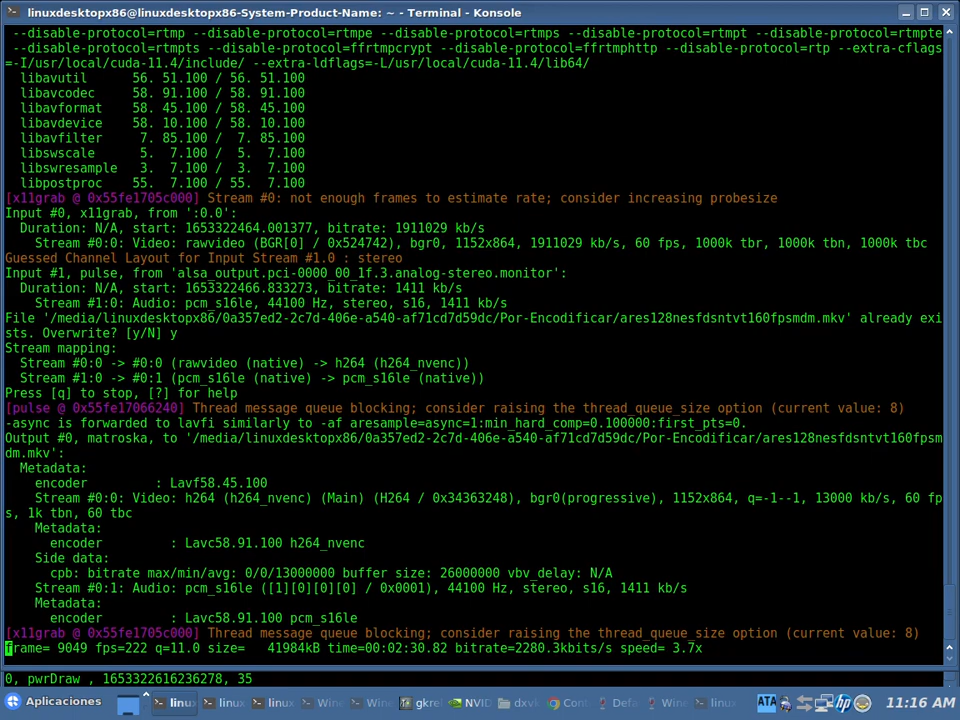 linuxdesktopx86@linuxdesktopx86-System-Product-Name: ~ - Terminal - Konsole
--disable-protocol=rtmp --disable-protocol=rtmpe --disable-protocol=rtmps --disable-protocol=rtmpt --disable-protocol=rtmpte
--disable-protocol=rtmpts --disable-protocol=ffrtmpcrypt --disable-protocol=ffrtmphttp --disable-protocol=rtp --extra-cflags
=-I/usr/local/cuda-11.4/include/ --extra-ldflags=-L/usr/local/cuda-11.4/lib64/
libavutil 56. 51.100 / 56. 51.100
libavcodec 58. 91.100 / 58. 91.100
libavformat 58. 45.100 / 58. 45.100
libavdevice 58. 10.100 / 58. 10.100
libavfilter 7. 85.100 / 7. 85.100
libswscale 5. 7.100 / 5. 7.100
libswresample 3. 7.100 / 3. 7.100
libpostproc 55. 7.100 / 55. 7.100
[x11grab @ 0x55fe1705c000] Stream #0: not enough frames to estimate rate; consider increasing probesize
Input #0, x11grab, from ':0.0':
Duration: N/A, start: 1653322464.001377, bitrate: 1911029 kb/s
Stream #0:0: Video: rawvideo (BGR[0] / 0x524742), bgr0, 1152x864, 1911029 kb/s, 60 fps, 1000k tbr, 1000k tbn, 1000k tbc
Guessed Channel Layout for Input Stream #1.0 : stereo
Input #1, pulse, from 'alsa_output.pci-0000_00_1f.3.analog-stereo.monitor':
Duration: N/A, start: 1653322466.833273, bitrate: 1411 kb/s
Stream #1:0: Audio: pcm_s16le, 44100 Hz, stereo, s16, 1411 kb/s
File '/media/linuxdesktopx86/0a357ed2-2c7d-406e-a540-af71cd7d59dc/Por-Encodificar/ares128nesfdsntvt160fpsmdm.mkv' already exi
sts. Overwrite? [y/N] y
Stream mapping:
Stream #0:0 -> #0:0 (rawvideo (native) -> h264 (h264_nvenc))
Stream #1:0 -> #0:1 (pcm_s16le (native) -> pcm_s16le (native))
Press [q] to stop, [?] for help
[pulse @ 0x55fe17066240] Thread message queue blocking; consider raising the thread_queue_size option (current value: 8)
-async is forwarded to lavfi similarly to -af aresample=async=1:min_hard_comp=0.100000:first_pts=0.
Output #0, matroska, to '/media/linuxdesktopx86/0a357ed2-2c7d-406e-a540-af71cd7d59dc/Por-Encodificar/ares128nesfdsntvt160fpsm
dm.mkv':
Metadata:
encoder : Lavf58.45.100
Stream #0:0: Video: h264 (h264_nvenc) (Main) (H264 / 0x34363248), bgr0(progressive), 1152x864, q=-1--1, 13000 kb/s, 60 fp
s, 1k tbn, 60 tbc
Metadata:
encoder : Lavc58.91.100 h264_nvenc
Side data:
cpb: bitrate max/min/avg: 0/0/13000000 buffer size: 26000000 vbv_delay: N/A
Stream #0:1: Audio: pcm_s16le ([1][0][0][0] / 0x0001), 44100 Hz, stereo, s16, 1411 kb/s
Metadata:
encoder : Lavc58.91.100 pcm_s16le
[x11grab @ 0x55fe1705c000] Thread message queue blocking; consider raising the thread_queue_size option (current value: 8)
frame= 9049 fps=222 q=11.0 size= 41984kB time=00:02:30.82 bitrate=2280.3kbits/s speed= 3.7x
0, pwrDraw , 1653322616236278, 35
Aplicaciones linux linux linux Wine Wine gkrel NVID dxvk Cont Defa Wine linux ATA hp 11:16 AM